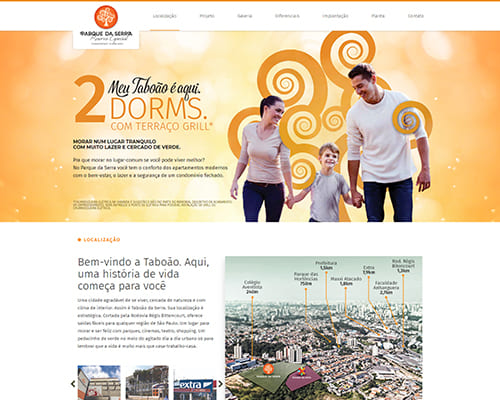 PARQUE DA SERRA
Reserva Especial
Localização
Projeto
Galeria
Diferenciais
Implantação
Planta
Contato
Meu Taboão é aqui.
2 DORMS.
COM TERRAÇO GRILL*
MORAR NUM LUGAR TRANQUILO
COM MUITO LAZER E CERCADO DE VERDE.
Pra que morar no lugar-comum se você pode viver melhor?
No Parque da Serra você tem o conforto dos apartamentos modernos
com o bem-estar, o lazer e a segurança de um condomínio fechado.
LOCALIZAÇÃO
Bem-vindo a Taboão. Aqui,
uma história de vida
começa para você
Uma cidade agradável de se viver, cercada de natureza e com
clima de interior. Assim é Taboão da Serra. Sua localização é
estratégica. Cortada pela Rodovia Régis Bittencourt, oferece
saídas fáceis para qualquer região de São Paulo. Um lugar para
morar e ser feliz com parques, cinemas, teatro, shopping. Um
pedacinho de verde no meio do agitado dia a dia urbano só para
lembrar que a vida é muito mais que casa-trabalho-casa.
extra
Colégio
Aventista
240m
Parque das
Hortências
750m
Prefeitura
1,5km
Maxxi Atacado
1,8km
Extra
1,9km
Faculdade
Anhanguera
2,7km
Rod. Régis
Bittencourt
1,3km
PARQUE DA SERRA